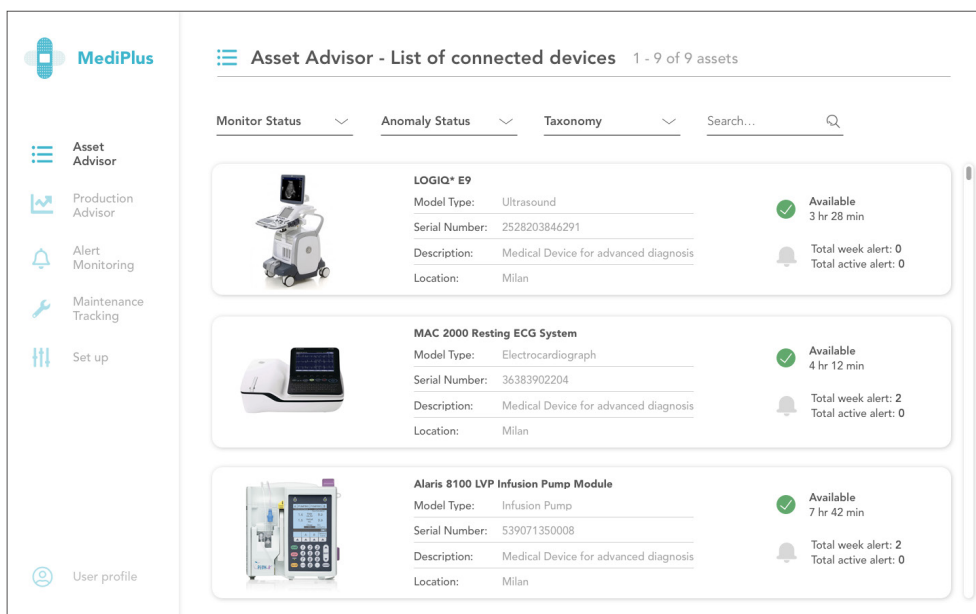 MediPlus
Asset Advisor - List of connected devices 1 - 9 of 9 assets
Monitor Status
Anomaly Status
Taxonomy
Search...
Asset
Advisor
Production
Advisor
Alert
Monitoring
Maintenance
Tracking
Set up
User profile
LOGIQ* E9
Model Type: Ultrasound
Serial Number: 2528203846291
Description: Medical Device for advanced diagnosis
Location: Milan
Available
3 hr 28 min
Total week alert: 0
Total active alert: 0
MAC 2000 Resting ECG System
Model Type: Electrocardiograph
Serial Number: 36383902204
Description: Medical Device for advanced diagnosis
Location: Milan
Available
4 hr 12 min
Total week alert: 2
Total active alert: 0
Alaris 8100 LVP Infusion Pump Module
Model Type: Infusion Pump
Serial Number: 539071350008
Description: Medical Device for advanced diagnosis
Location: Milan
Available
7 hr 42 min
Total week alert: 2
Total active alert: 0